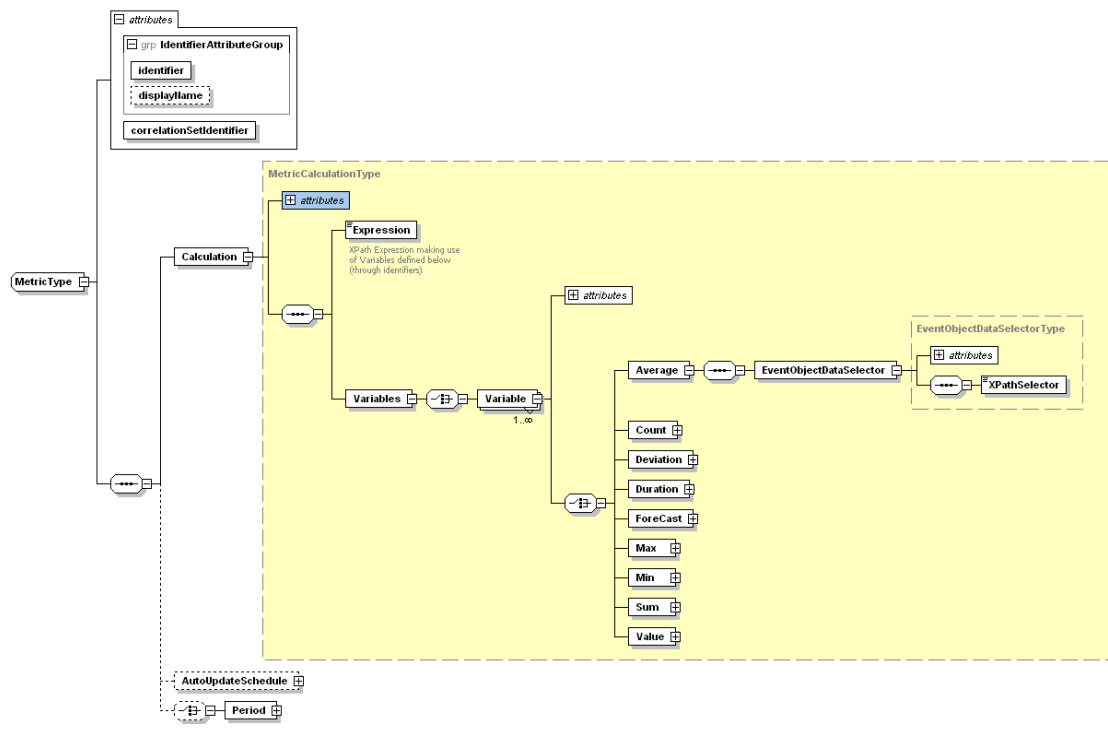 attributes
grp IdentifierAttributeGroup
identifier
displayName
correlationSetIdentifier
MetricCalculationType
attributes
Expression
XPath Expression making use
of Variables defined below
(through identifiers)
Calculation
MetricType
attributes
EventObjectDataSelectorType
attributes
Average
EventObjectDataSelector
XPathSelector
Variables
Variable
1..∞
Count
Deviation
Duration
ForeCast
Max
Min
Sum
Value
AutoUpdateSchedule
Period